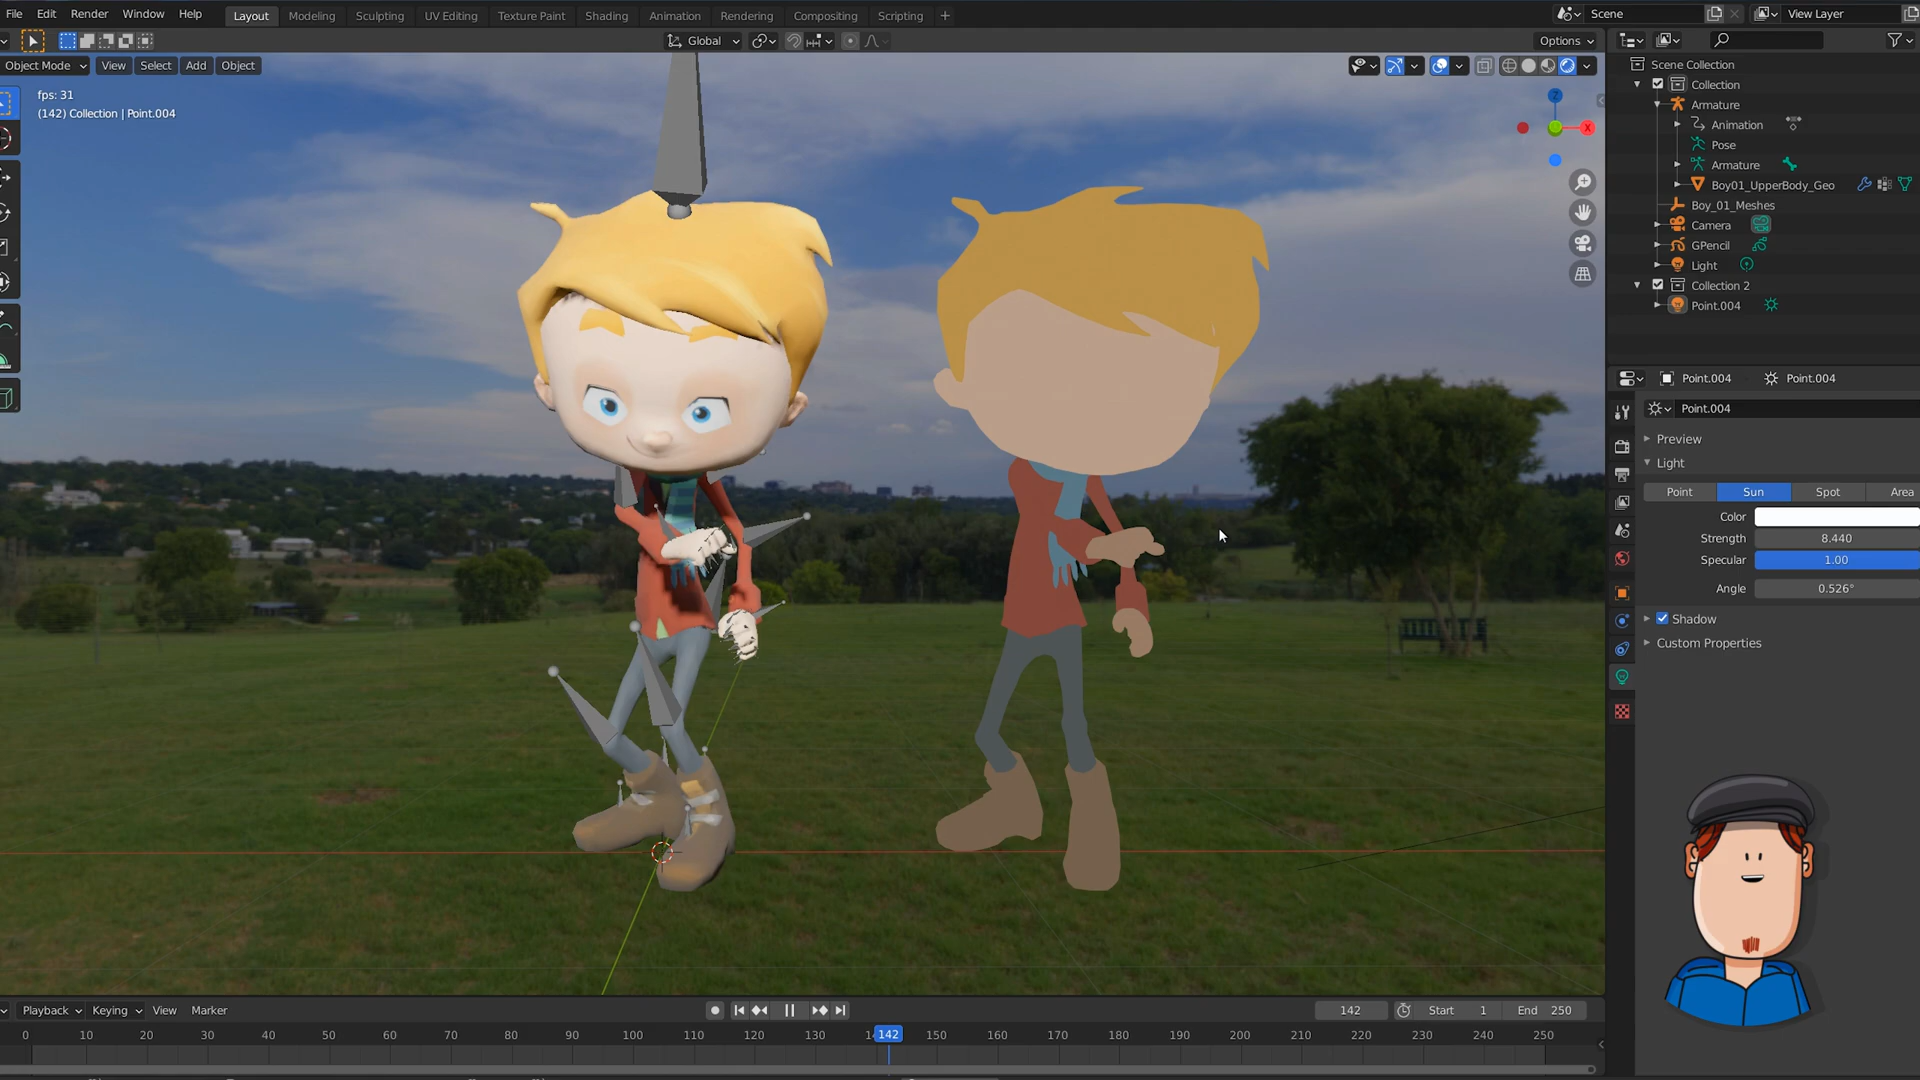 File Edit Render Window Help Layout Modeling Sculpting UV Editing Texture Paint Shading Animation Rendering Compositing Scripting + Scene View Layer
Global Options
Object Mode View Select Add Object
fps: 31
(142) Collection | Point.004
Z
X
Scene Collection
Collection
Armature
Animation
Pose
Armature
Boy01_UpperBody_Geo
Boy_01_Meshes
Camera
GPencil
Light
Collection 2
Point.004
Point.004 Point.004
Point.004
Preview
Light
Point Sun Spot Area
Color
Strength 8.440
Specular 1.00
Angle 0.526°
Shadow
Custom Properties
Playback Keying View Marker 142 Start 1 End 250
0 10 20 30 40 50 60 70 80 90 100 110 120 130 142 150 160 170 180 190 200 210 220 230 240 250